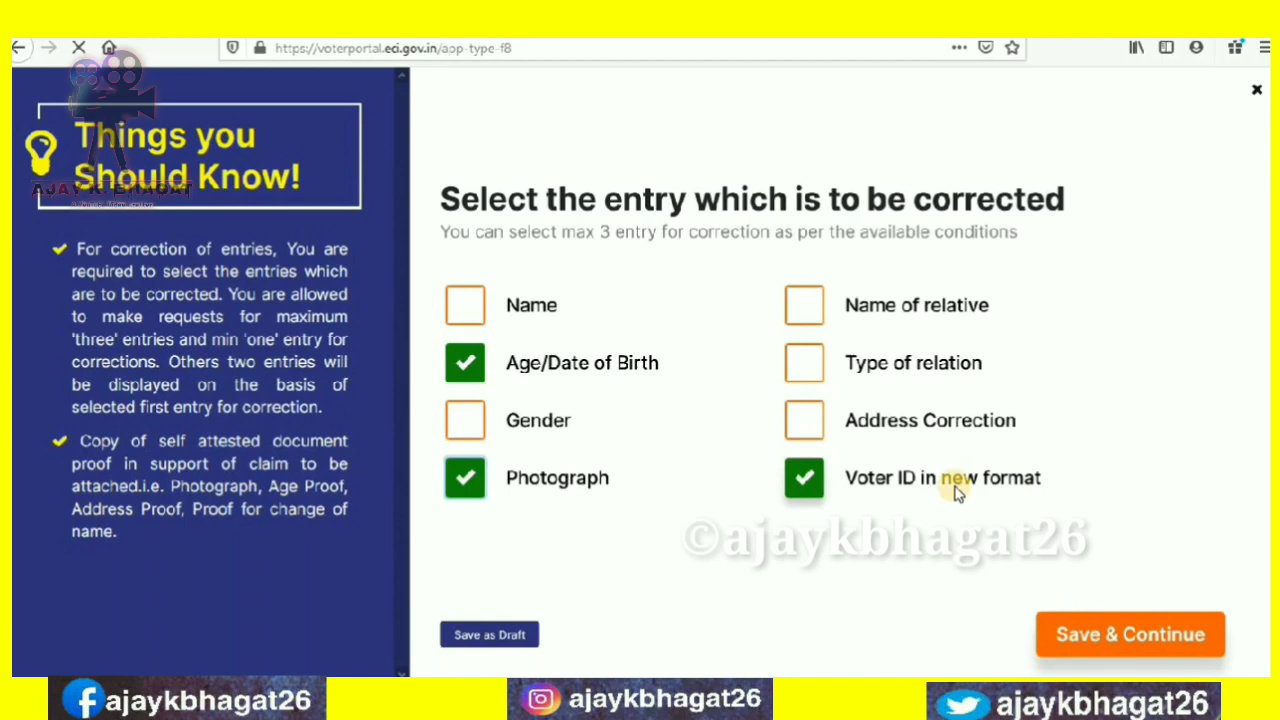 https://voterportal.eci.gov.in/aop-type-f8
Things you
Should Know!
AJAY K BHAGAT
For correction of entries, You are
required to select the entries which
are to be corrected. You are allowed
to make requests for maximum
'three' entries and min 'one' entry for
corrections. Others two entries will
be displayed on the basis of
selected first entry for correction.
Copy of self attested document
proof in support of claim to be
attached.i.e. Photograph, Age Proof,
Address Proof, Proof for change of
name.
Select the entry which is to be corrected
You can select max 3 entry for correction as per the available conditions
Name
Name of relative
Age/Date of Birth
Type of relation
Gender
Address Correction
Photograph
Voter ID in new format
©ajaykbhagat26
Save as Draft
Save & Continue
ajaykbhagat26
ajaykbhagat26
ajaykbhagat26